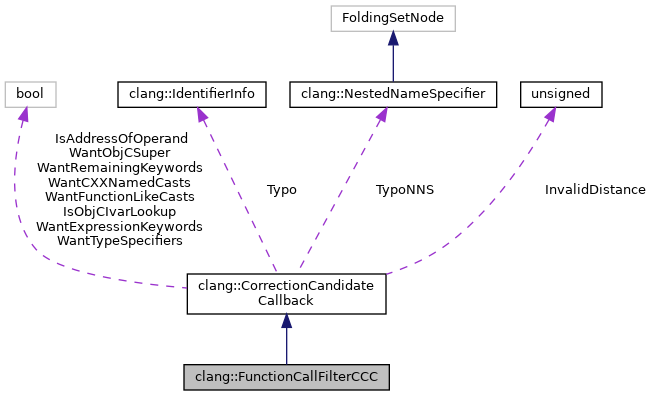 FoldingSetNode
bool
clang::IdentifierInfo
clang::NestedNameSpecifier
unsigned
IsAddressOfOperand
WantObjCSuper
WantRemainingKeywords
WantCXXNamedCasts
WantFunctionLikeCasts
IsObjCIvarLookup
WantExpressionKeywords
WantTypeSpecifiers
Typo
TypoNNS
InvalidDistance
clang::CorrectionCandidate
Callback
clang::FunctionCallFilterCCC